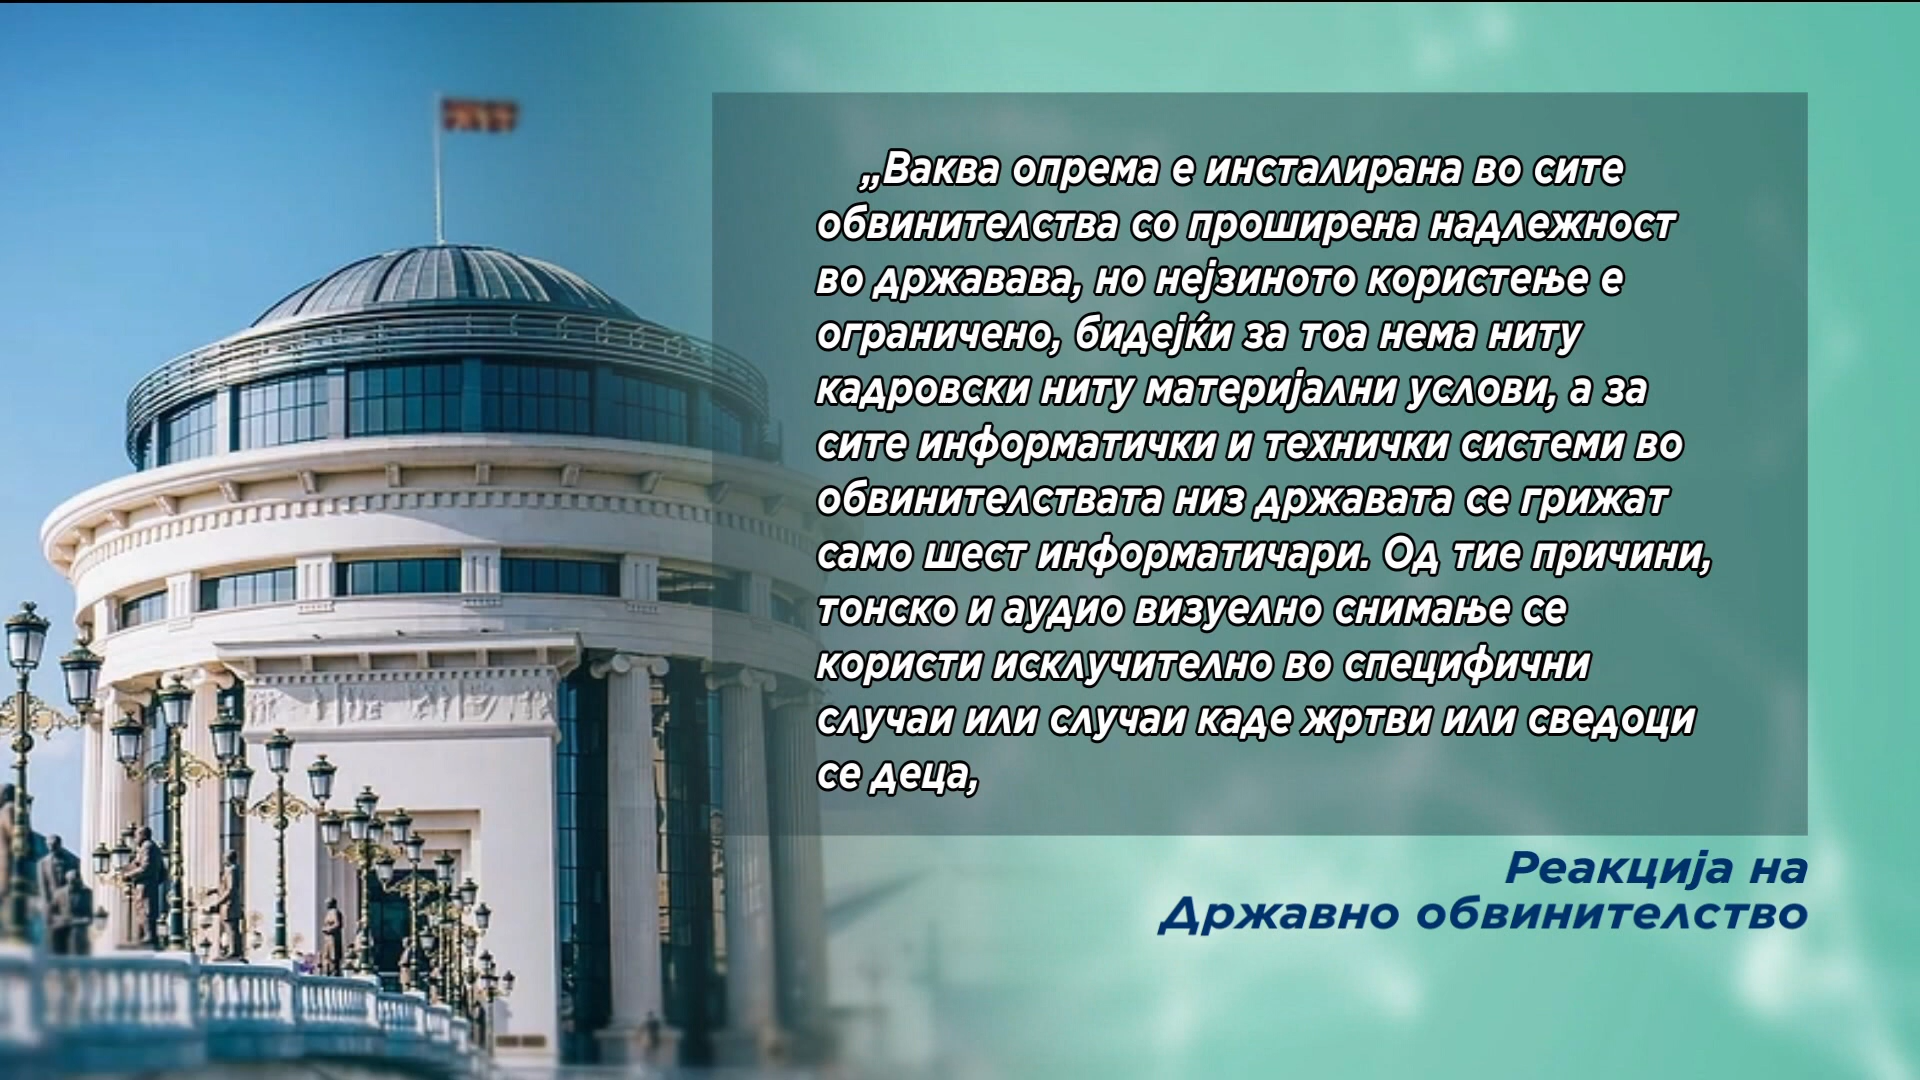 „Ваква опрема е инсталирана во сите
обвинителства со проширена надлежност
во државава, но нејзиното користење е
ограничено, бидејќи за тоа нема ниту
кадровски ниту материјални услови, а за
сите информатички и технички системи во
обвинителствата низ државата се грижат
само шест информатичари. Од тие причини,
тонско и аудио визуелно снимање се
користи исклучително во специфични
случаи или случаи каде жртви или сведоци
се деца,
Реакција на
Државно обвинителство